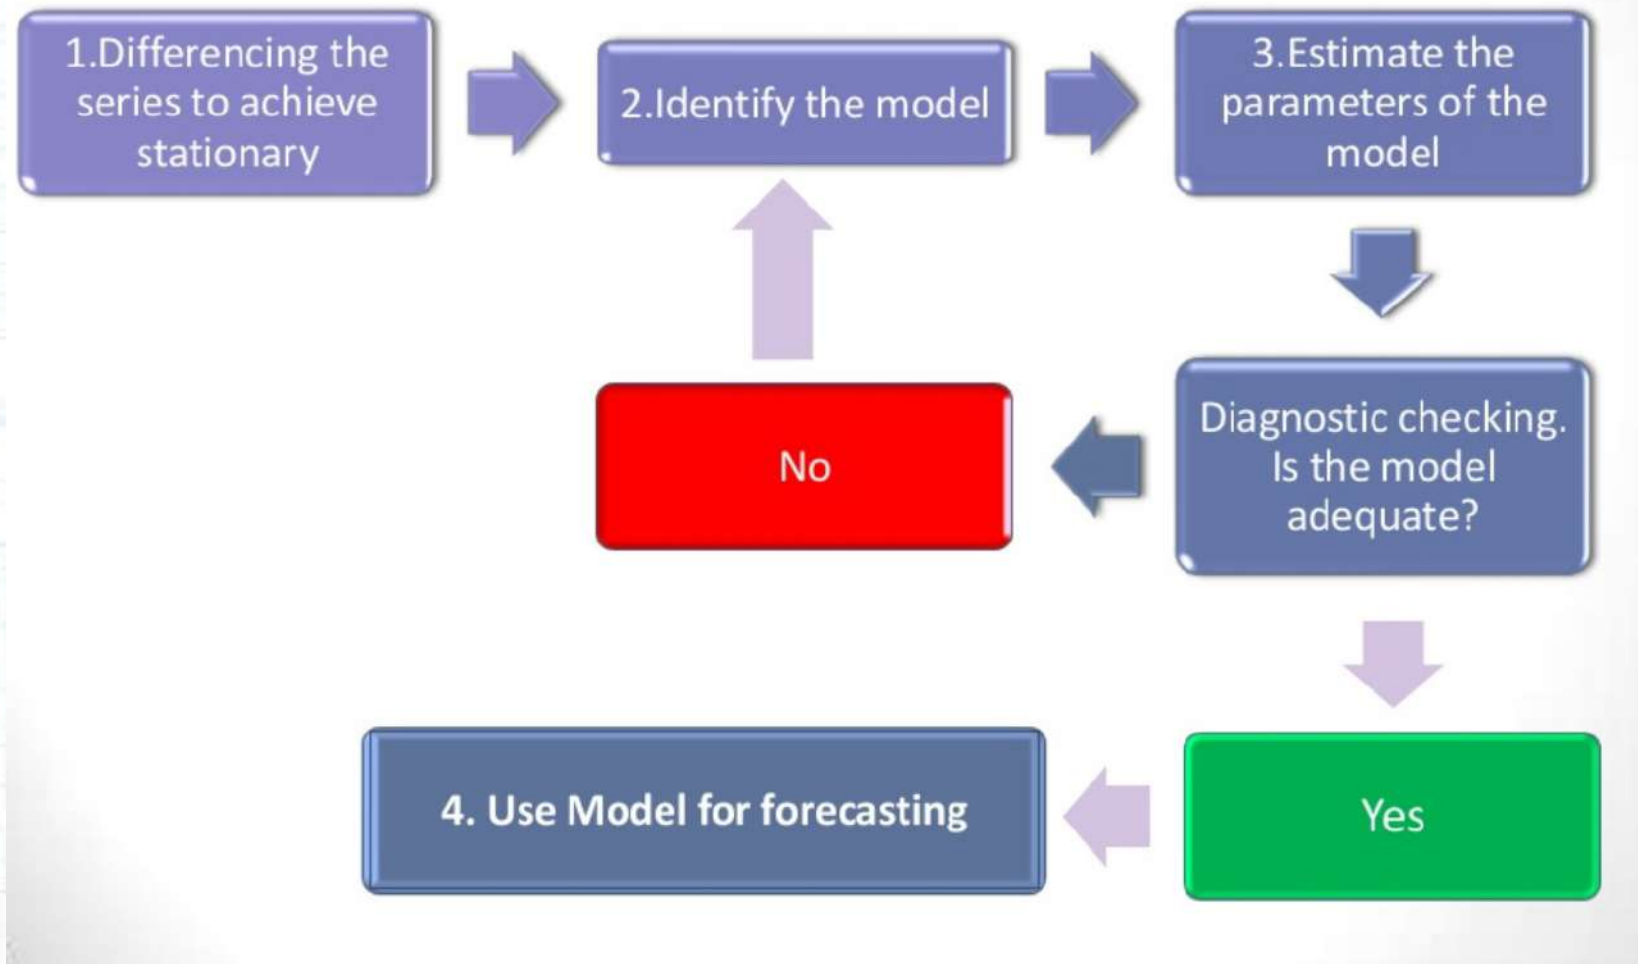 1.Differencing the
series to achieve
stationary
2.Identify the model
3.Estimate the
parameters of the
model
Diagnostic checking.
Is the model
adequate?
No
Yes
4. Use Model for forecasting